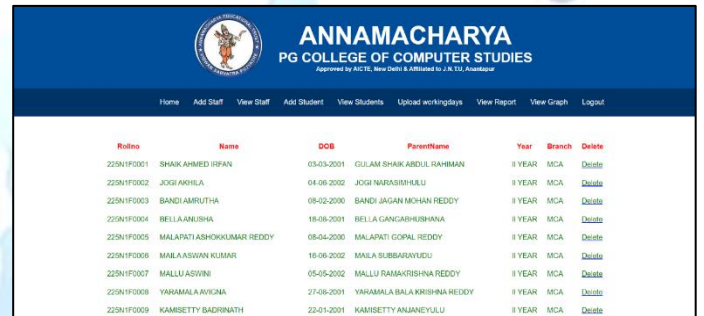 ANNAMACHARYA
PG COLLEGE OF COMPUTER STUDIES
Approved by AICTE, New Delhi & Affiliated to J.N.T.U, Anantapur
Home Add Staff View Staff Add Student View Students Upload workingdays View Report View Graph Logout
Rollno Name DOB ParentName Year Branch Delete
225N1F0001 SHAIK AHMED IRFAN 03-03-2001 GULAM SHAIK ABDUL RAHIMAN II YEAR MCA Delete
225N1F0002 JOGI AKHILA 04-06-2002 JOGI NARASIMHULU II YEAR MCA Delete
225N1F0003 BANDI AMRUTHA 08-02-2000 BANDI JAGAN MOHAN REDDY II YEAR MCA Delete
225N1F0004 BELLA ANUSHA 18-08-2001 BELLA GANGABHUSHANA II YEAR MCA Delete
225N1F0005 MALAPATI ASHOKKUMAR REDDY 08-04-2000 MALAPATI GOPAL REDDY II YEAR MCA Delete
225N1F0006 MAILA ASWAN KUMAR 18-06-2002 MAILA SUBBARAYUDU II YEAR MCA Delete
225N1F0007 MALLU ASWINI 05-05-2002 MALLU RAMAKRISHNA REDDY II YEAR MCA Delete
225N1F0008 YARAMALA AVIGNA 27-08-2001 YARAMALA BALA KRISHNA REDDY II YEAR MCA Delete
225N1F0009 KAMISETTY BADRINATH 22-01-2001 KAMISETTY ANJANEYULU II YEAR MCA Delete